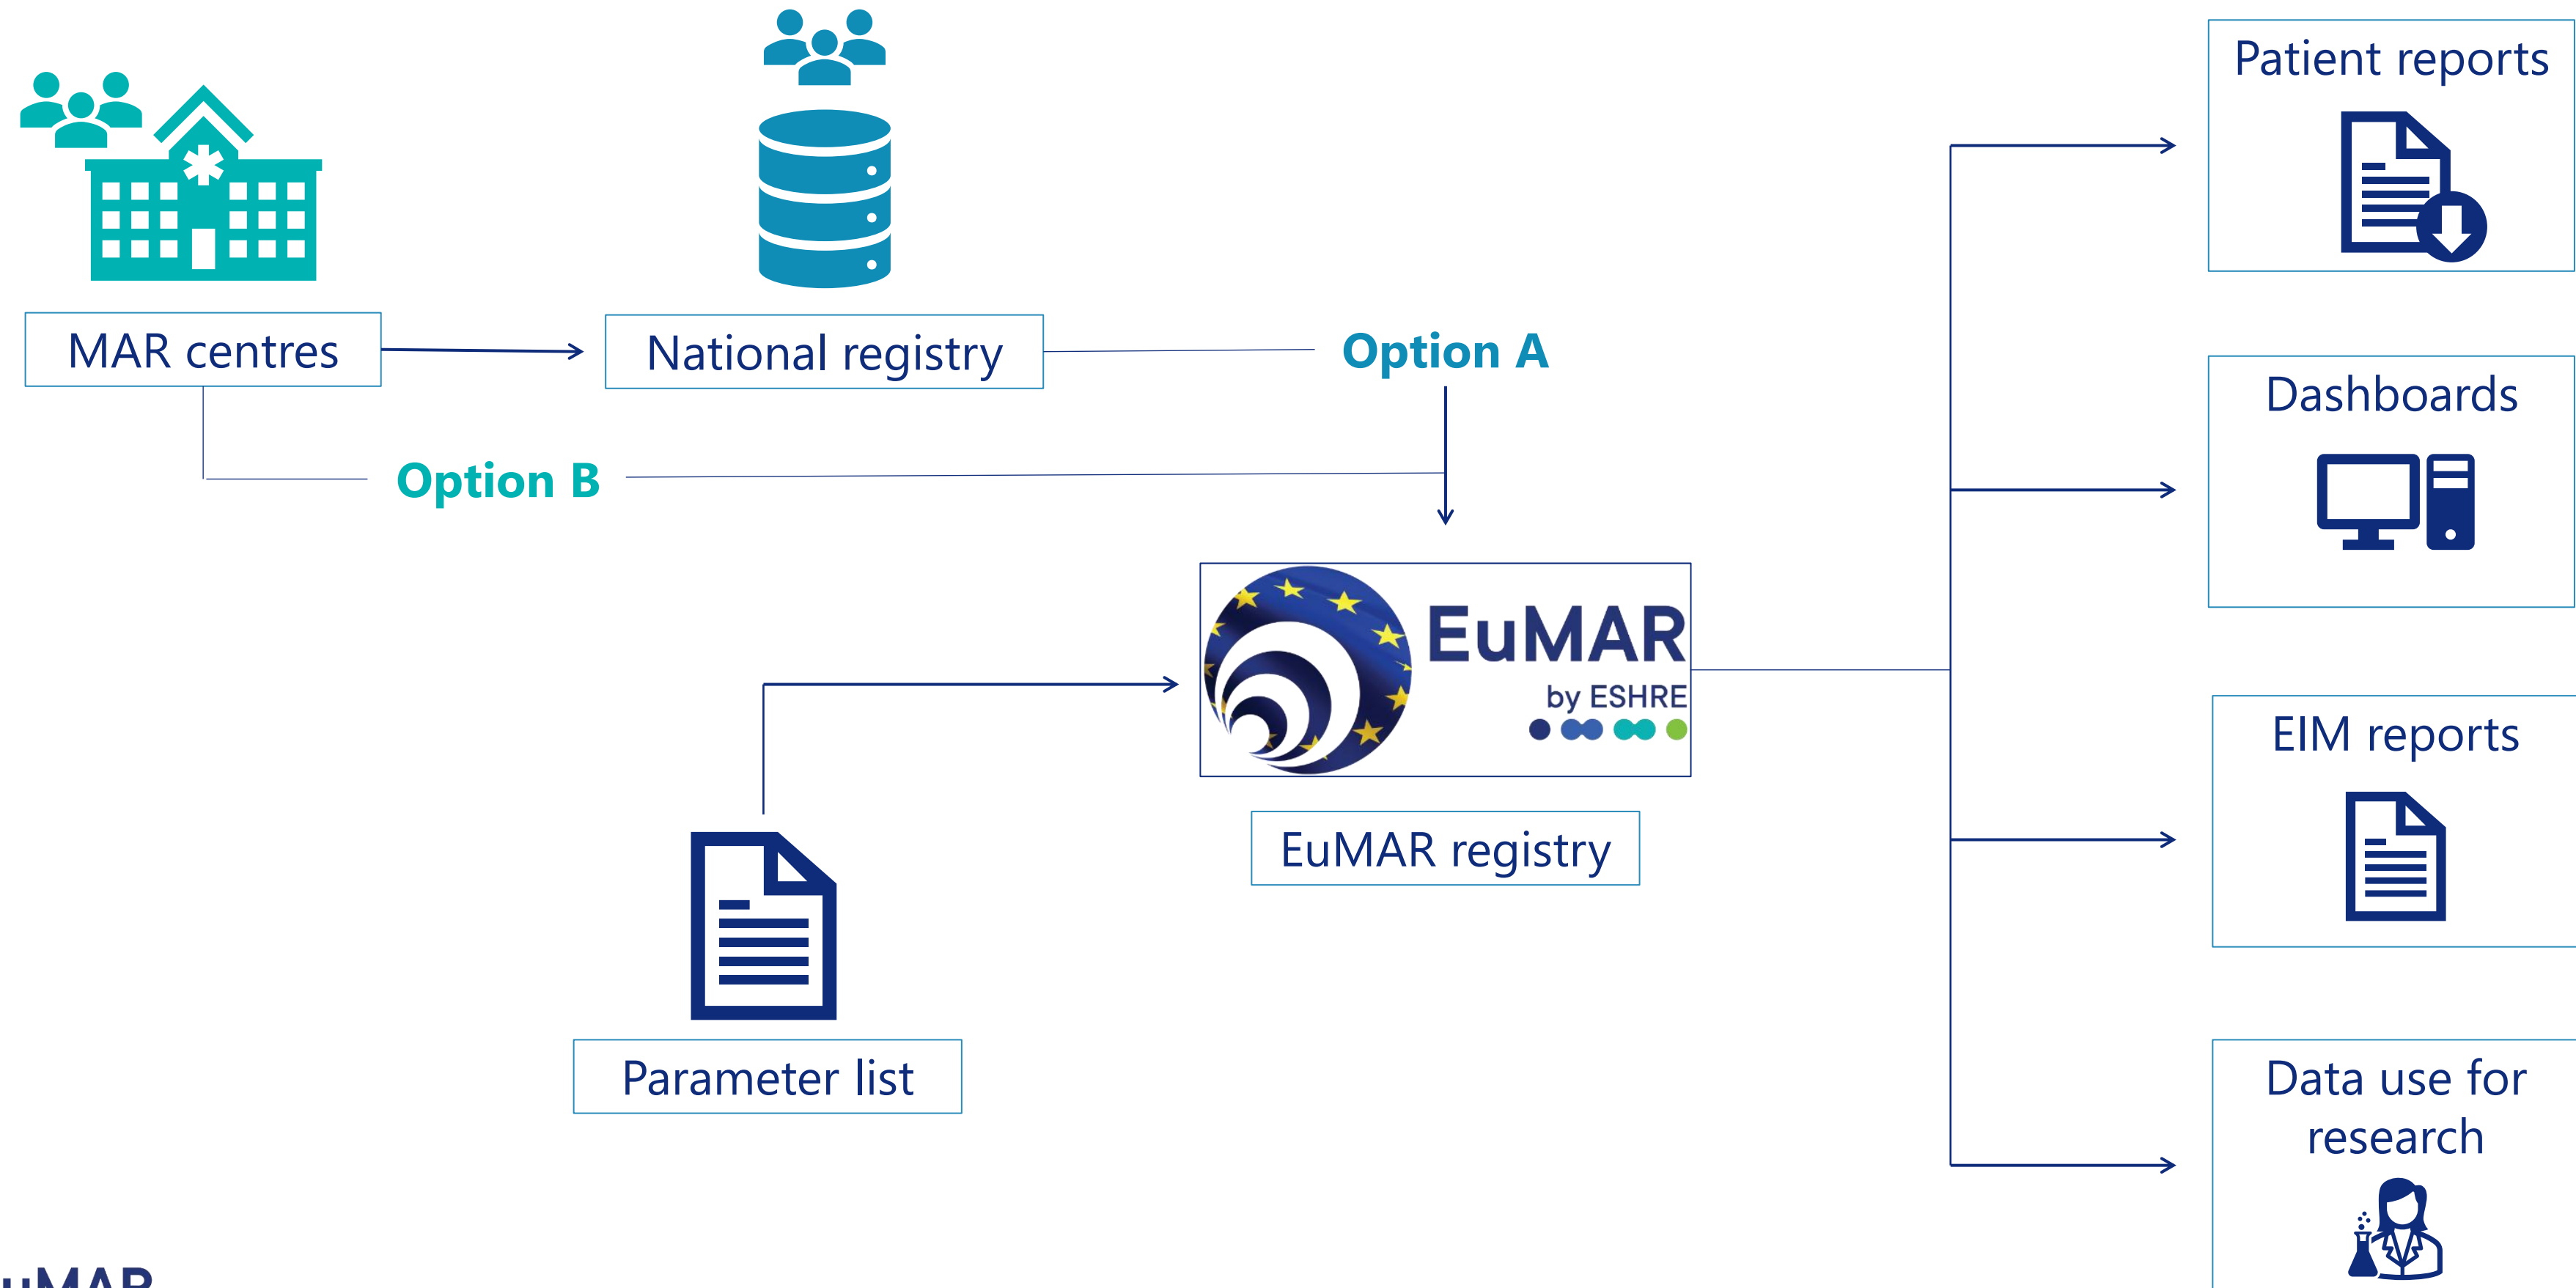 MAR centres
National registry
Option A
Option B
EuMAR
by ESHRE
EuMAR registry
Parameter list
Patient reports
Dashboards
EIM reports
Data use for
research